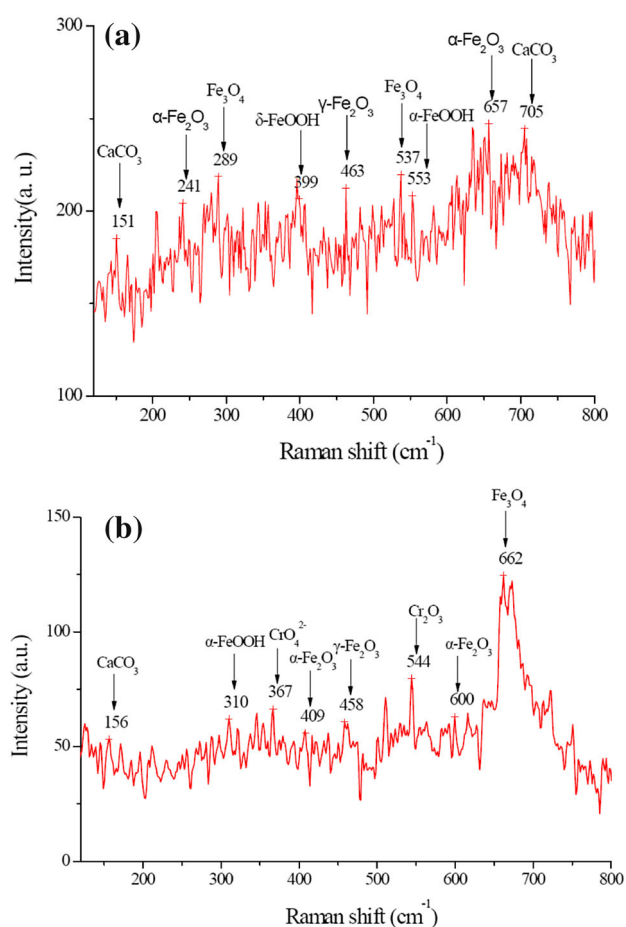 (a)
300
200
100
Intensity(a. u.)
CaCO₃
151
α-Fe₂O₃
241
Fe₃O₄
289
δ-FeOOH
399
γ-Fe₂O₃
463
Fe₃O₄
537
α-FeOOH
553
α-Fe₂O₃
657
CaCO₃
705
200 300 400 500 600 700 800
Raman shift (cm⁻¹)
(b)
150
100
50
0
Intensity (a.u.)
CaCO₃
156
α-FeOOH
310
CrO₄²⁻
367
α-Fe₂O₃
409
γ-Fe₂O₃
458
Cr₂O₃
544
α-Fe₂O₃
600
Fe₃O₄
662
200 300 400 500 600 700 800
Raman shift (cm⁻¹)